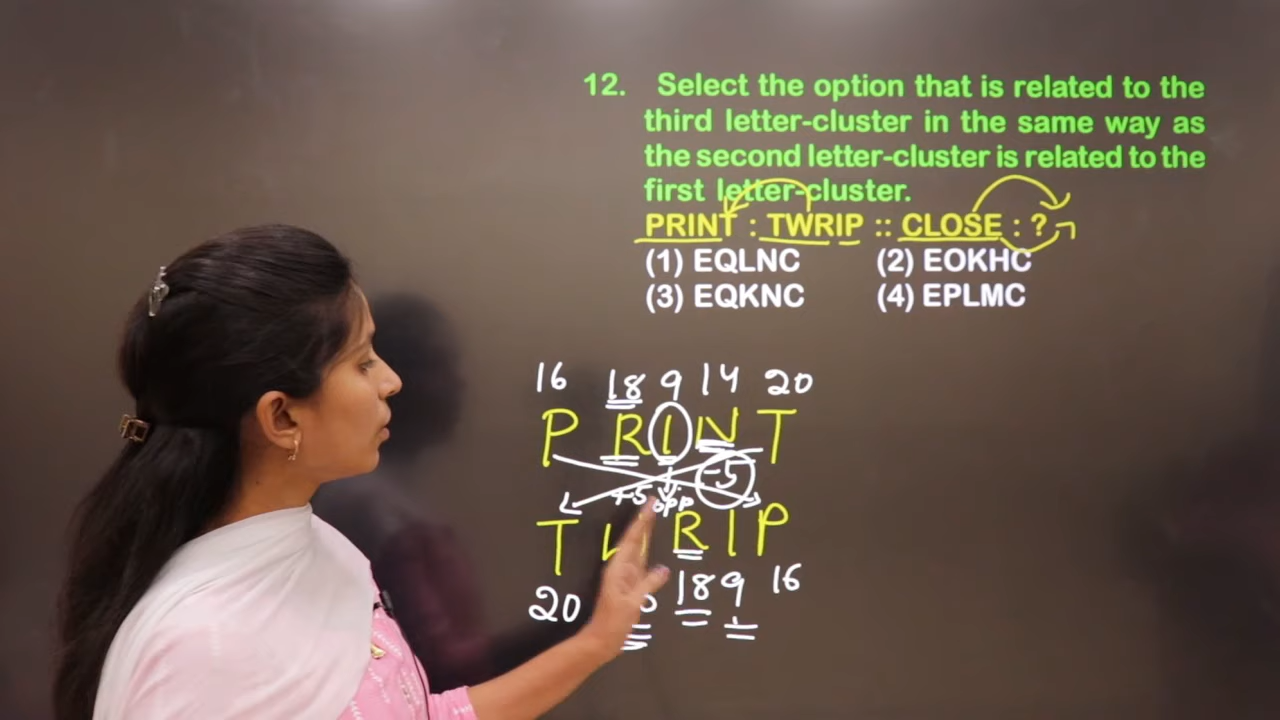 12. Select the option that is related to the
third letter-cluster in the same way as
the second letter-cluster is related to the
first letter-cluster.
PRINT : TWRIP :: CLOSE : ?
(1) EQLNC (2) EOKHC
(3) EQKNC (4) EPLMC
16 18 9 14 20
P R I N T
+5 opp -5
T R I P
20 18 9 16